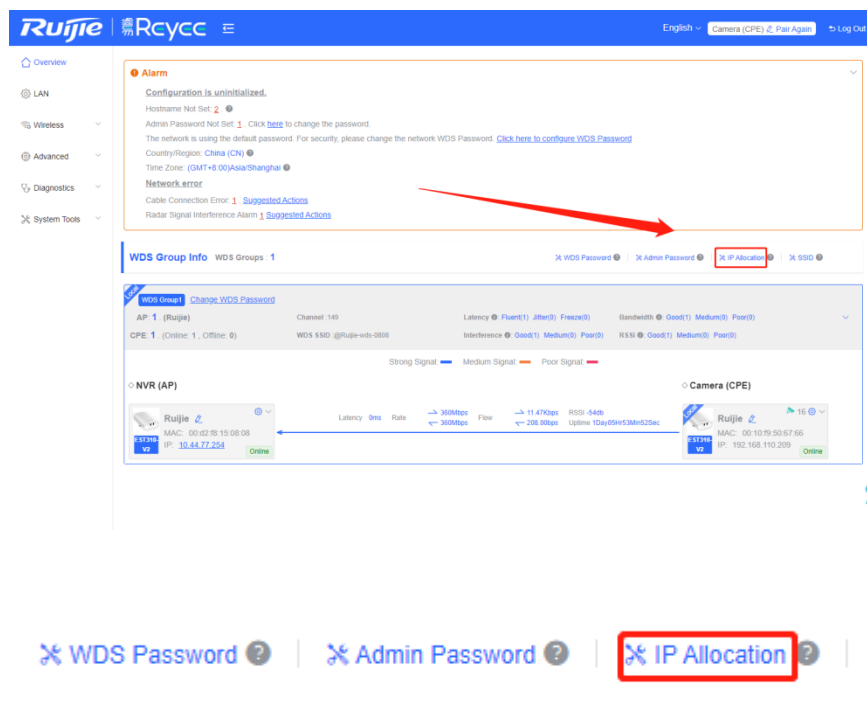 Ruijie 睿易 Reyee English Camera (CPE) Pair Again Log Out
Overview
LAN
Wireless
Advanced
Diagnostics
System Tools
Alarm
Configuration is uninitialized.
Hostname Not Set: 2 .
Admin Password Not Set: 1 . Click here to change the password.
The network is using the default password. For security, please change the network WDS Password. Click here to configure WDS Password
Country/Region: China (CN)
Time Zone: (GMT+8:00)Asia/Shanghai
Network error
Cable Connection Error: 1 . Suggested Actions
Radar Signal Interference Alarm 1 Suggested Actions
WDS Group Info WDS Groups : 1 WDS Password Admin Password IP Allocation SSID
Local
WDS Group1 Change WDS Password
AP: 1 (Ruijie) Channel :149 Latency : Fluent(1) Jitter(0) Freeze(0) Bandwidth : Good(1) Medium(0) Poor(0)
CPE: 1 . (Online: 1 , Offline: 0) WDS SSID :@Ruijie-wds-0808 Interference : Good(1) Medium(0) Poor(0) RSSI : Good(1) Medium(0) Poor(0)
Strong Signal: Medium Signal: Poor Signal:
NVR (AP) Camera (CPE)
Ruijie
MAC: 00:d2:f8:15:08:08
IP: 10.44.77.254
EST310-V2
Online
Latency 0ms Rate 360Mbps 360Mbps Flow 11.47Kbps 208.00bps RSSI -54db
Uptime 1Day05Hr53Min52Sec
Local
Ruijie 16
MAC: 00:10:f9:50:67:66
IP: 192.168.110.209
EST310-V2
Online
WDS Password ? Admin Password ? IP Allocation ?